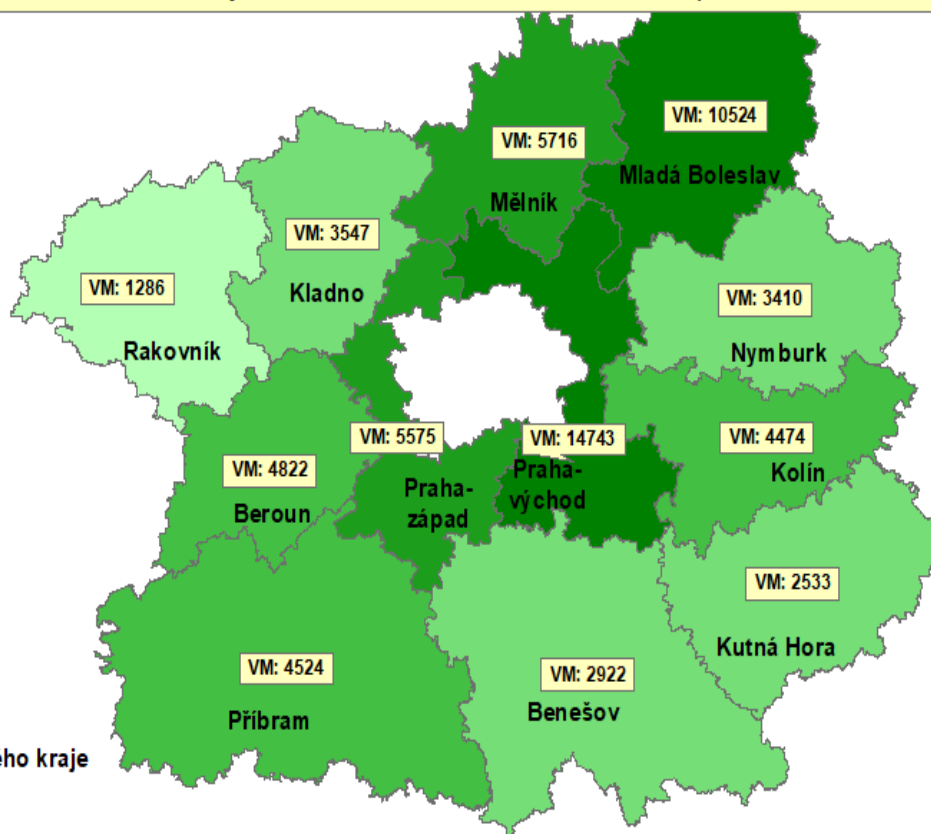 VM: 10524
Mladá Boleslav
VM: 5716
Mělník
VM: 3547
Kladno
VM: 1286
Rakovník
VM: 3410
Nymburk
VM: 5575
Praha-
západ
VM: 14743
Praha-
východ
VM: 4474
Kolín
VM: 4822
Beroun
VM: 2533
Kutná Hora
VM: 4524
Příbram
VM: 2922
Benešov
ho kraje